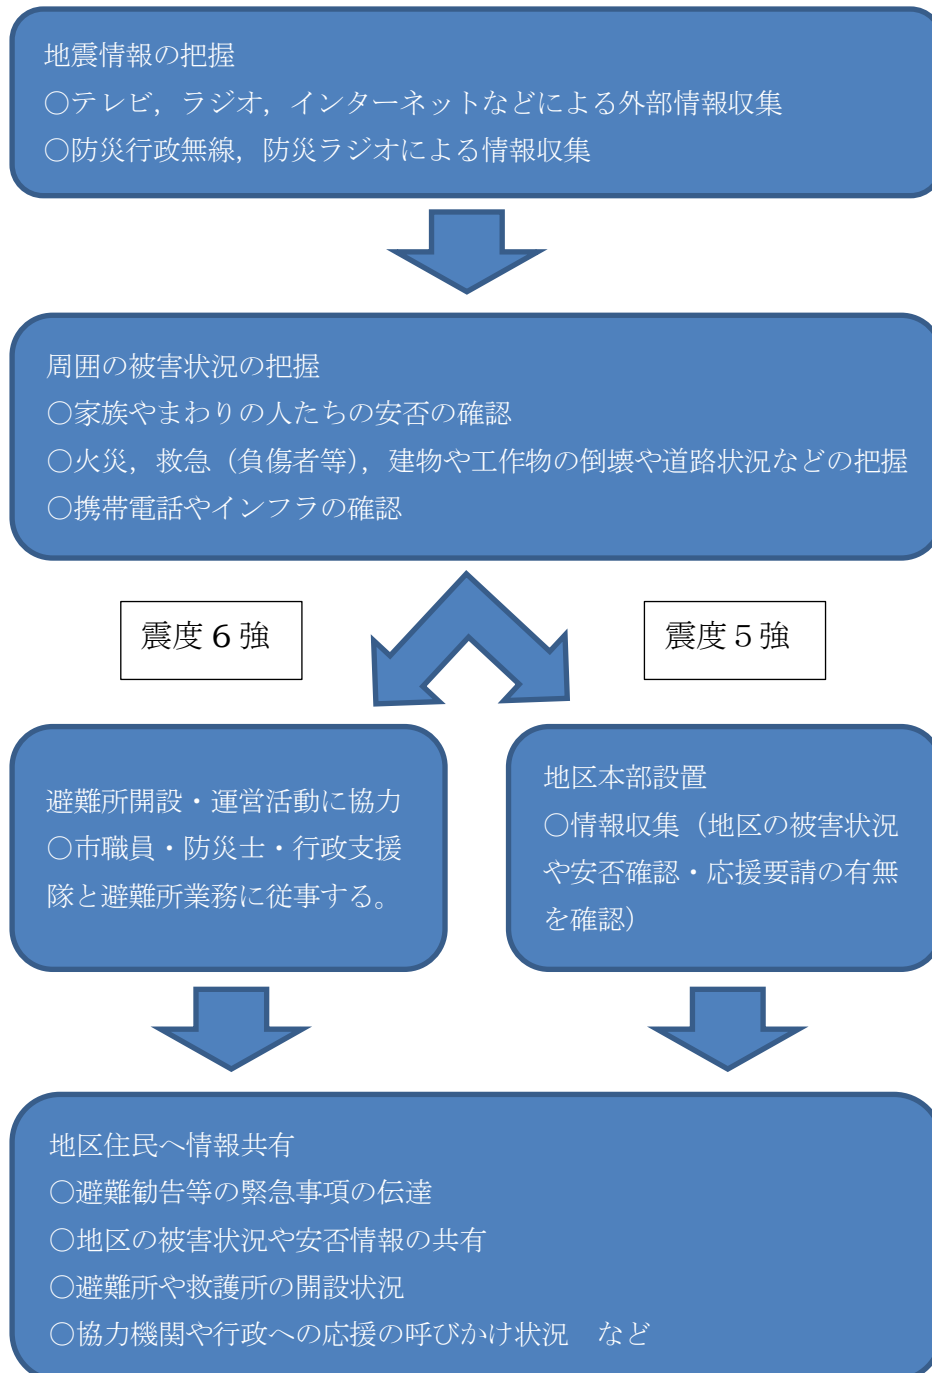 地震情報の把握
○テレビ，ラジオ，インターネットなどによる外部情報収集
○防災行政無線，防災ラジオによる情報収集
周囲の被害状況の把握
○家族やまわりの人たちの安否の確認
○火災，救急（負傷者等），建物や工作物の倒壊や道路状況などの把握
○携帯電話やインフラの確認
震度６強
震度５強
避難所開設・運営活動に協力
○市職員・防災士・行政支援
隊と避難所業務に従事する。
地区本部設置
○情報収集（地区の被害状況
や安否確認・応援要請の有無
を確認）
地区住民へ情報共有
○避難勧告等の緊急事項の伝達
○地区の被害状況や安否情報の共有
○避難所や救護所の開設状況
○協力機関や行政への応援の呼びかけ状況　など